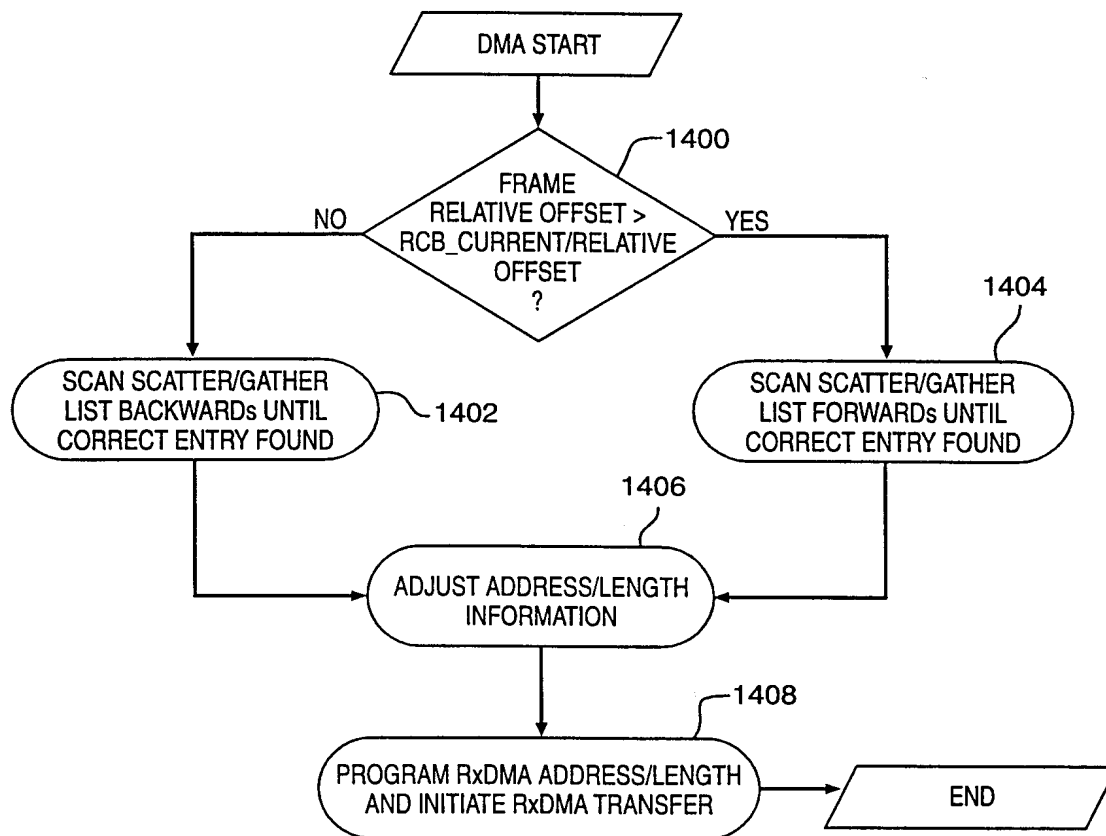 DMA START
1400
FRAME
RELATIVE OFFSET >
RCB_CURRENT/RELATIVE
OFFSET
?
NO
YES
1404
SCAN SCATTER/GATHER
LIST BACKWARDs UNTIL
CORRECT ENTRY FOUND
1402
SCAN SCATTER/GATHER
LIST FORWARDs UNTIL
CORRECT ENTRY FOUND
1406
ADJUST ADDRESS/LENGTH
INFORMATION
1408
PROGRAM RxDMA ADDRESS/LENGTH
AND INITIATE RxDMA TRANSFER
END